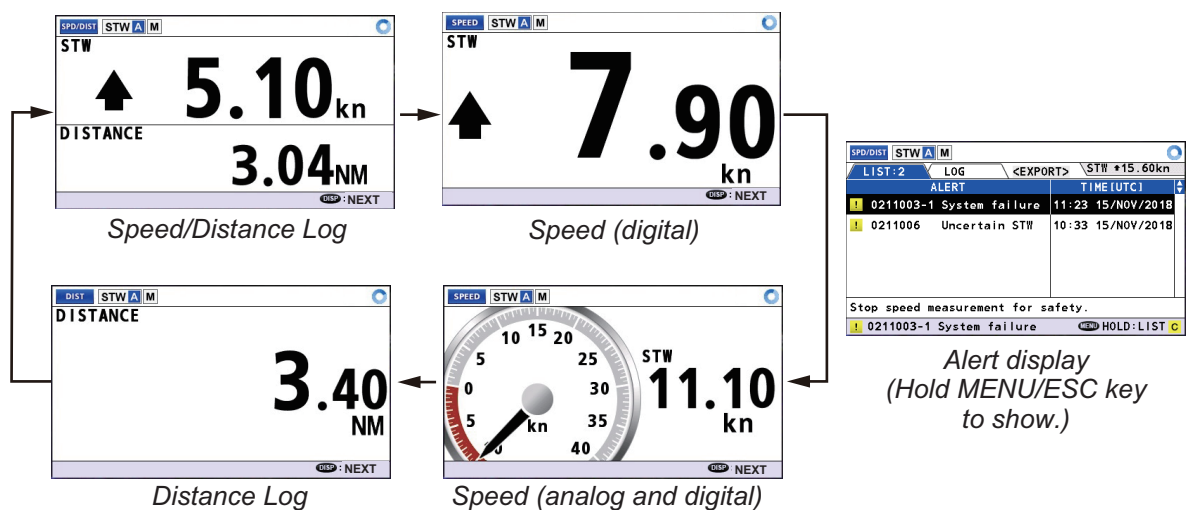 SPD/DIST STW A M
STW
5.10kn
DISTANCE
3.04NM
DISP : NEXT
Speed/Distance Log
SPEED STW A M
STW
7.90
kn
DISP : NEXT
Speed (digital)
SPD/DIST STW A M
LIST:2 LOG <EXPORT> STW ↑15.60kn
ALERT TIME[UTC]
! 0211003-1 System failure 11:23 15/NOV/2018
! 0211006 Uncertain STW 10:33 15/NOV/2018
Stop speed measurement for safety.
! 0211003-1 System failure MENU HOLD:LIST C
Alert display
(Hold MENU/ESC key
to show.)
DIST STW A M
DISTANCE
3.40
NM
DISP : NEXT
Distance Log
SPEED STW A M
5 10 15 20 25
0 30
5 35
40
kn
STW
11.10
kn
DISP : NEXT
Speed (analog and digital)